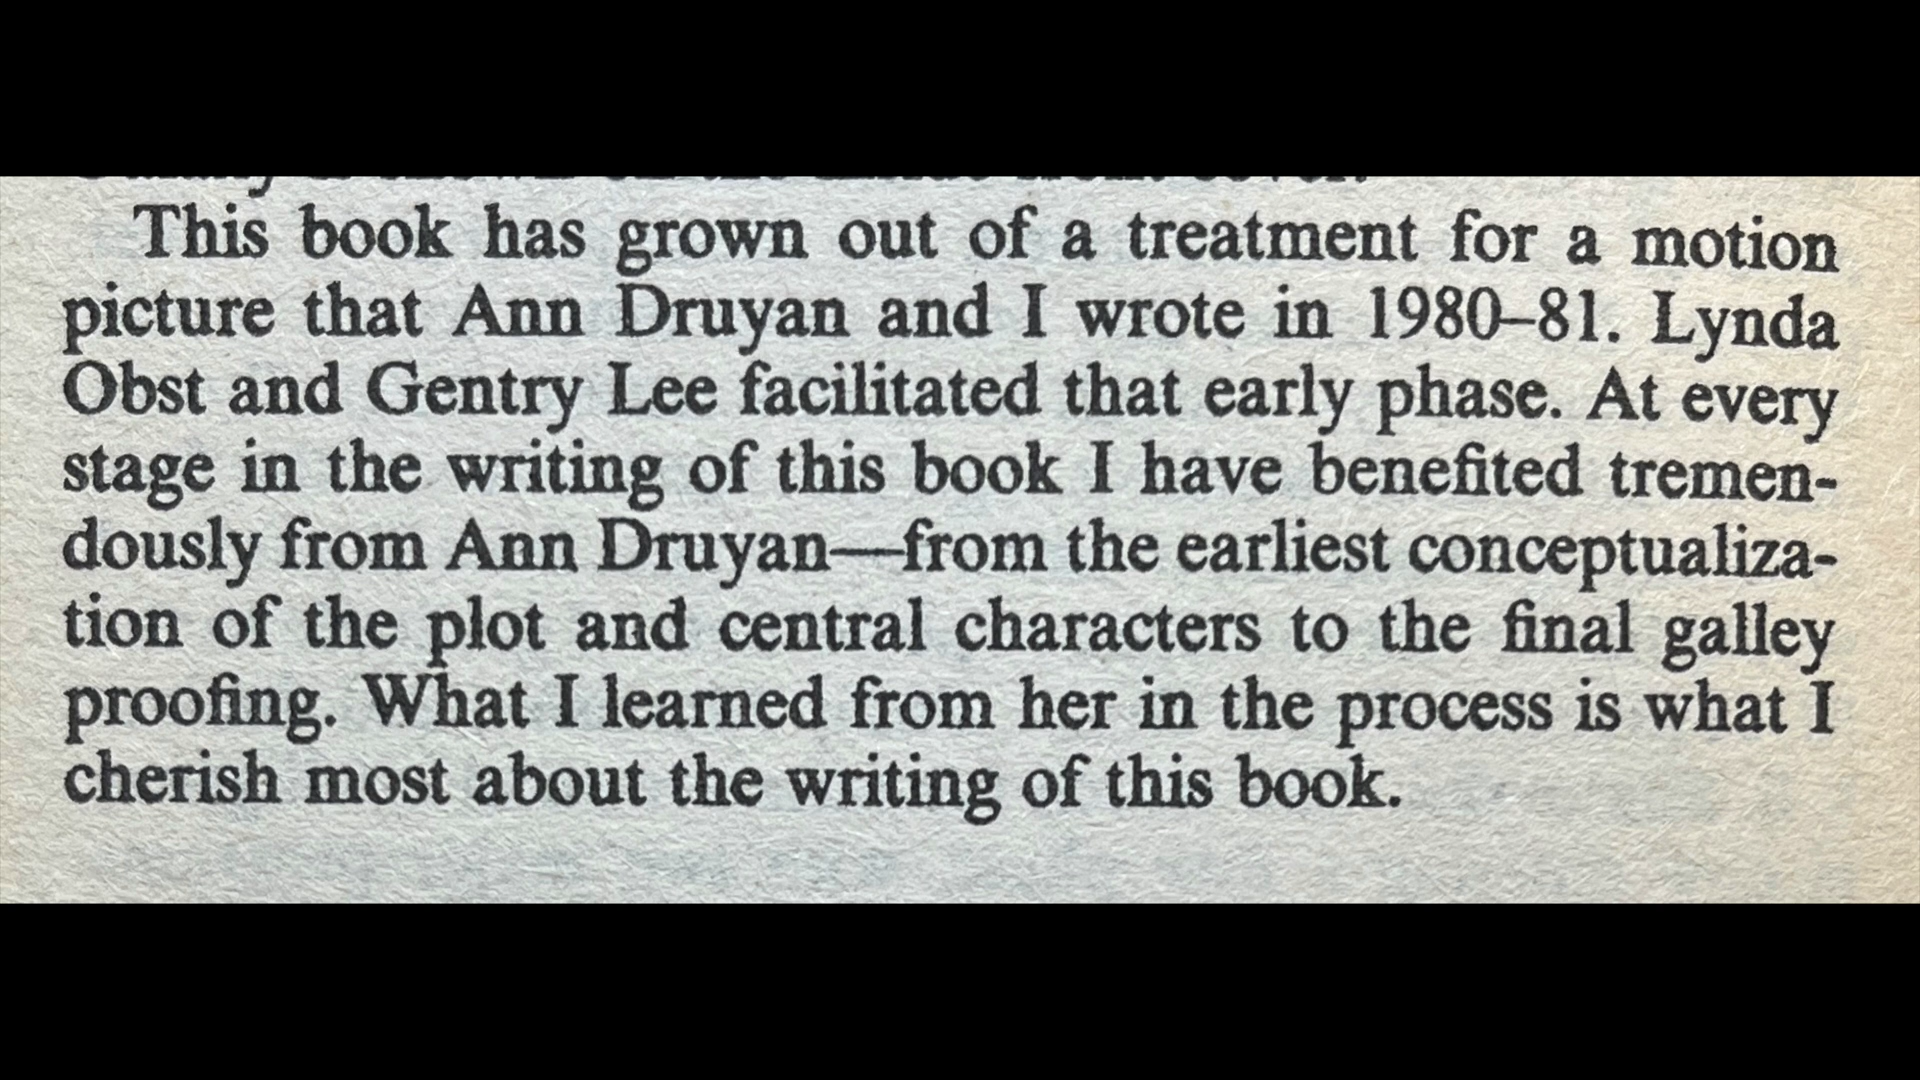 This book has grown out of a treatment for a motion
picture that Ann Druyan and I wrote in 1980–81. Lynda
Obst and Gentry Lee facilitated that early phase. At every
stage in the writing of this book I have benefited tremen-
dously from Ann Druyan—from the earliest conceptualiza-
tion of the plot and central characters to the final galley
proofing. What I learned from her in the process is what I
cherish most about the writing of this book.